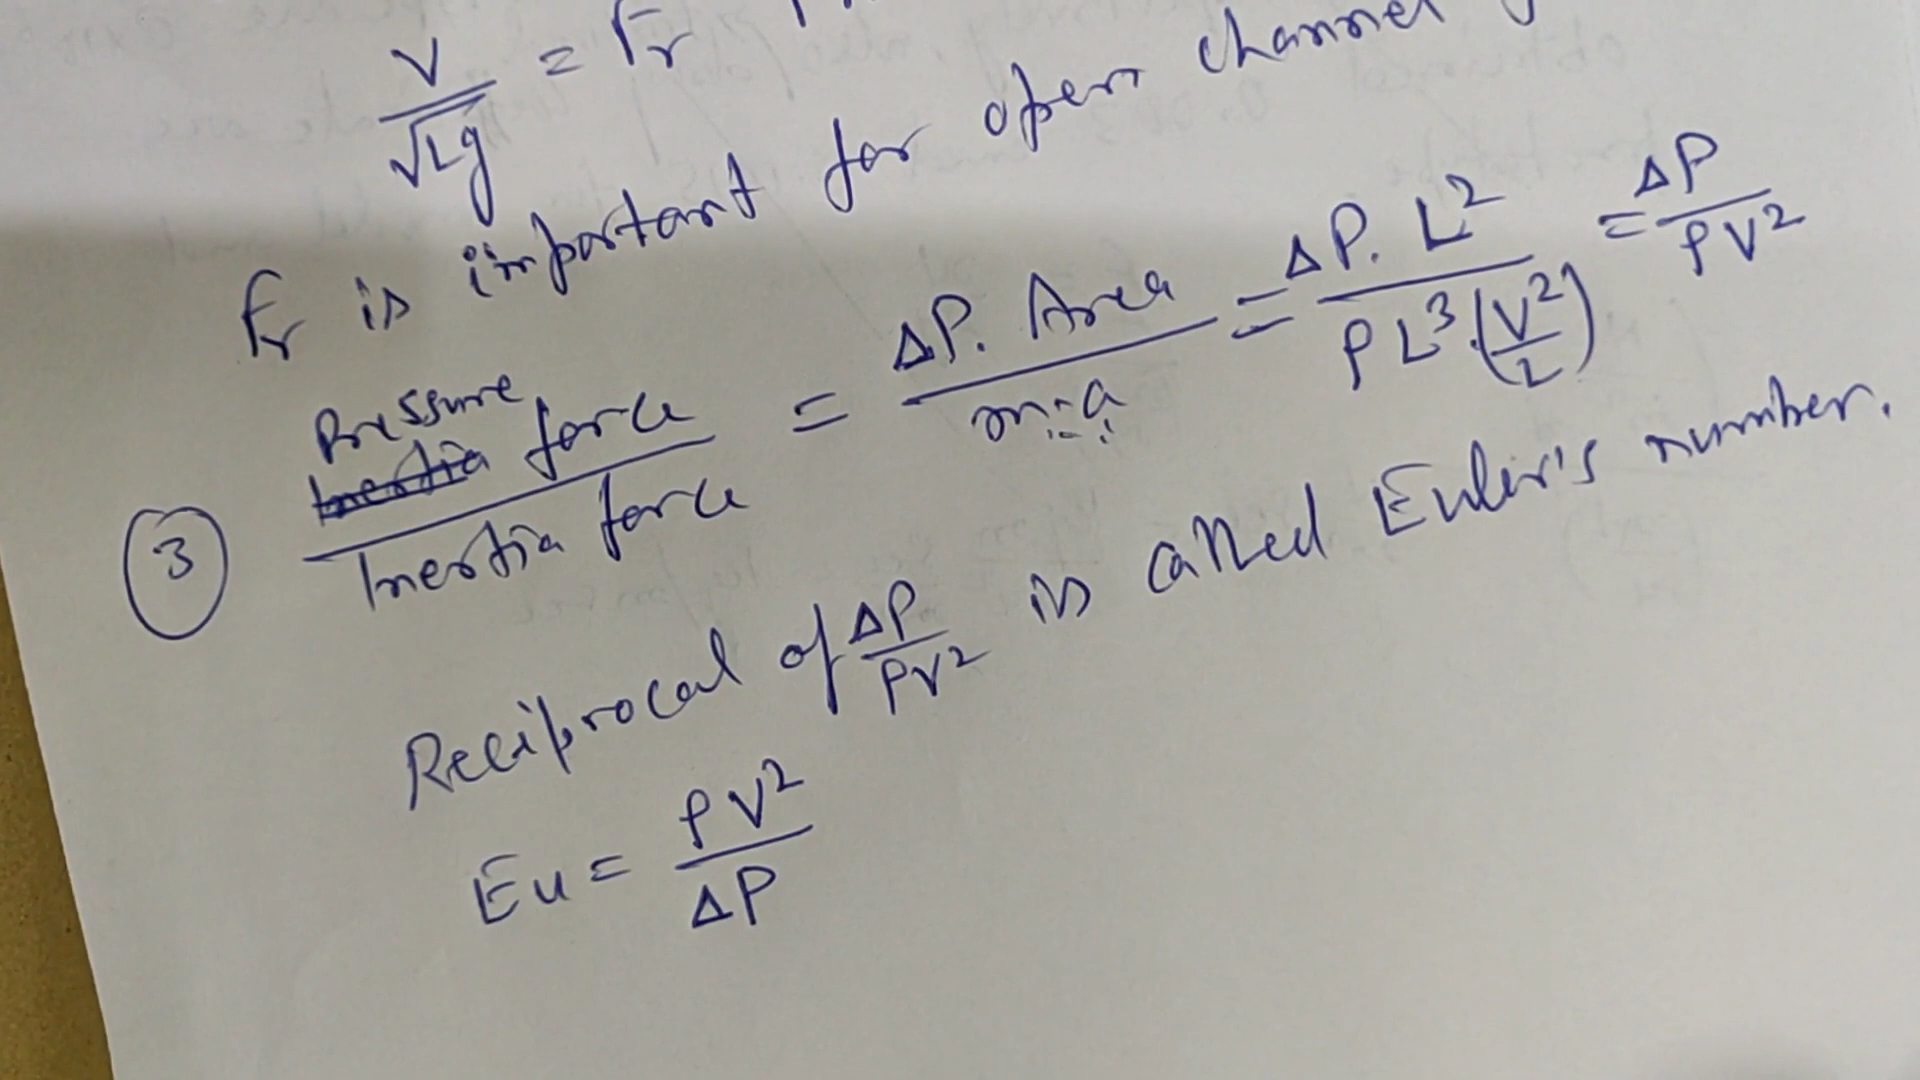 V/√Lg = Fr
Fr is important for open channel
③ Pressure force / Inertia force = ΔP. Area / m.a = ΔP. L² / ρL³.(V²/L) = ΔP / ρV²
Reciprocal of ΔP/ρV² is called Euler's number.
Eu = ρV²/ΔP